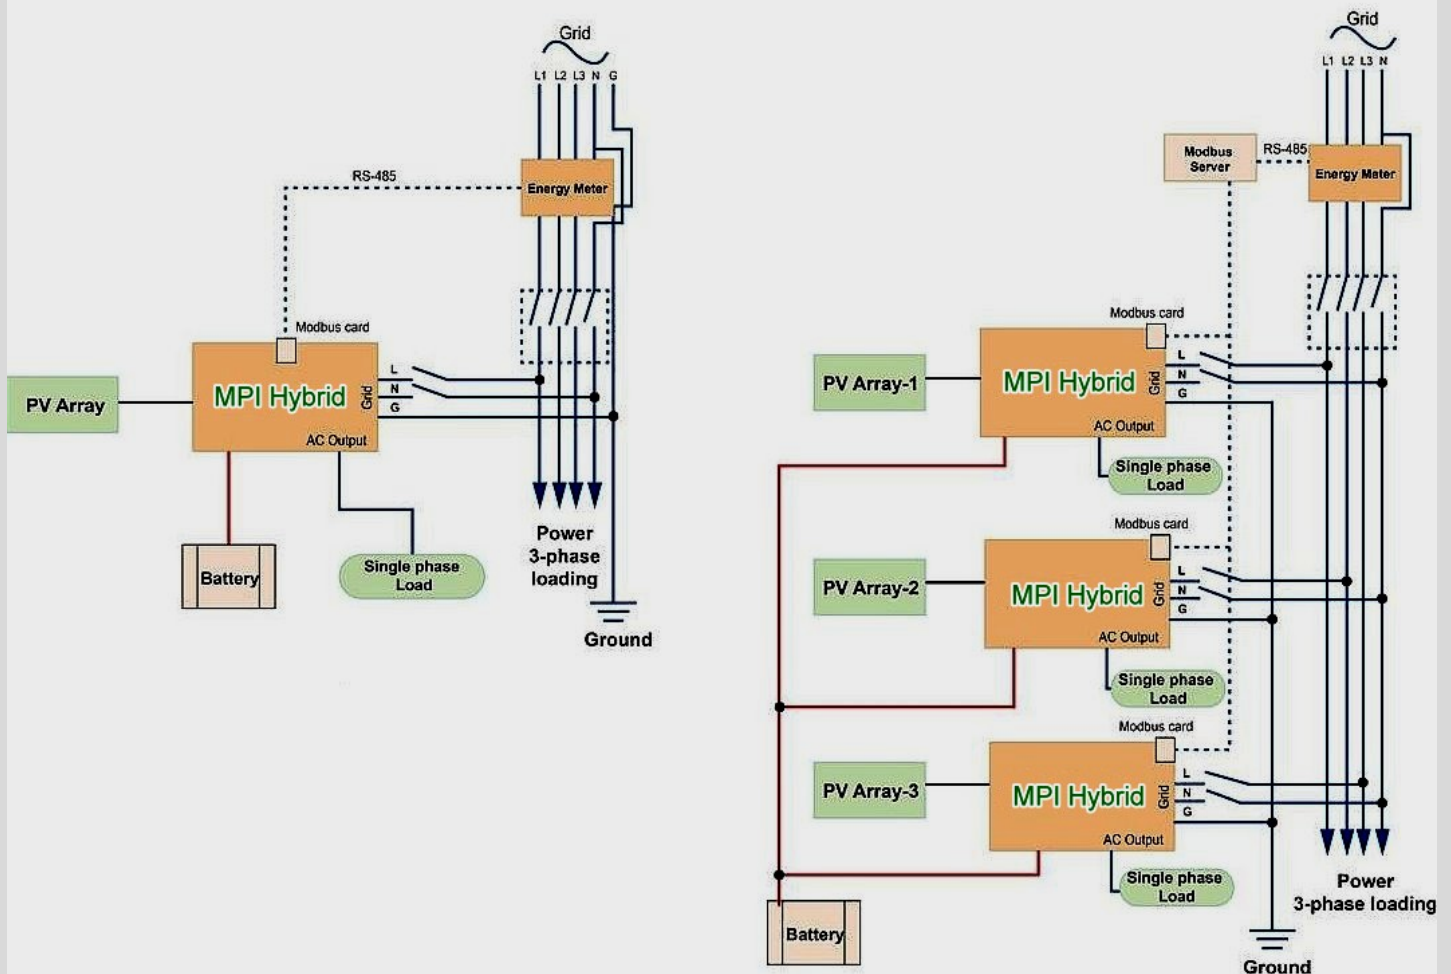 Grid
L1 L2 L3 N G
Energy Meter
RS-485
Modbus card
PV Array
MPI Hybrid
L
N
G
Grid
AC Output
Battery
Single phase
Load
Power
3-phase
loading
Ground
Grid
L1 L2 L3 N
Modbus
Server
RS-485
Energy Meter
Modbus card
PV Array-1
MPI Hybrid
L
N
G
Grid
AC Output
Single phase
Load
Modbus card
PV Array-2
MPI Hybrid
L
N
G
Grid
AC Output
Single phase
Load
Modbus card
PV Array-3
MPI Hybrid
L
N
G
Grid
AC Output
Single phase
Load
Battery
Power
3-phase loading
Ground